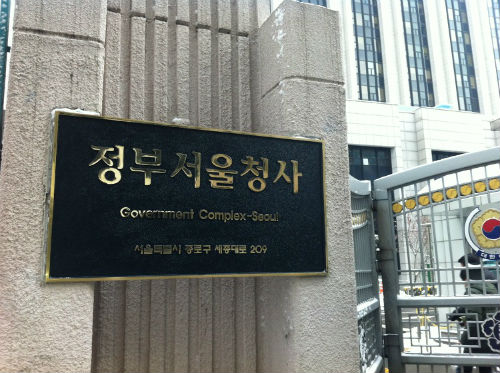 정부서울청사
Government Complex-Seoul
서울특별시 종로구 세종대로 209